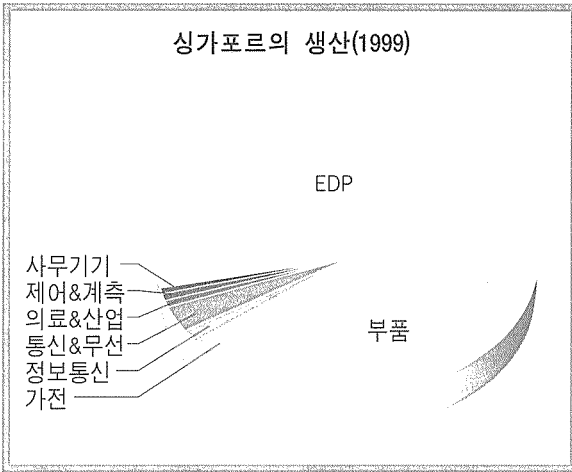 싱가포르의 생산(1999)
EDP
사무기기
제어&계측
의료&산업
통신&무선
정보통신
가전
부품